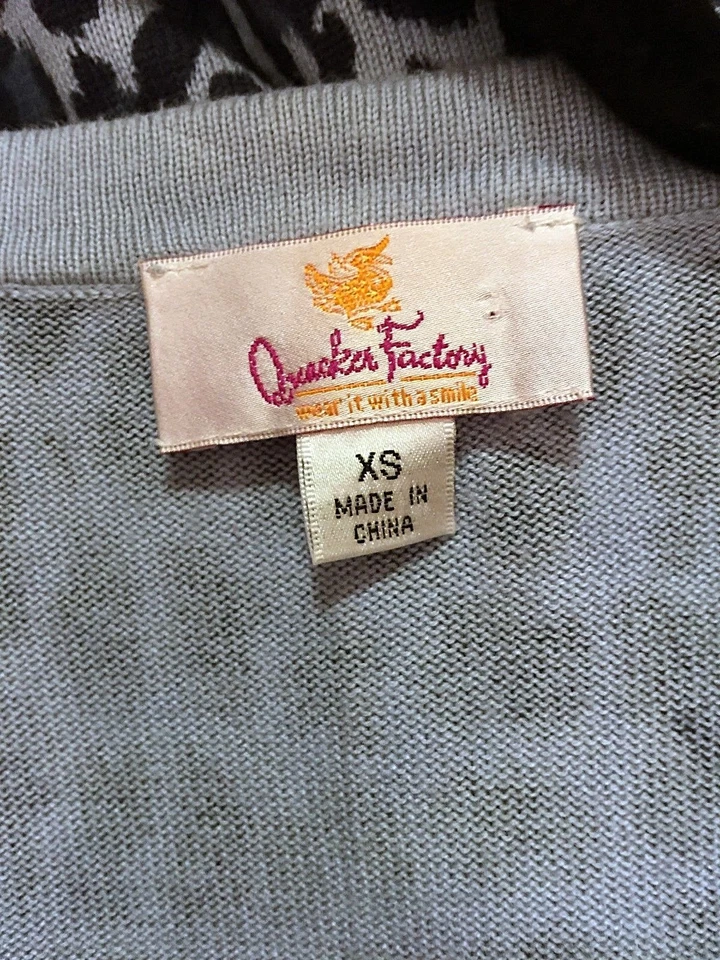 Quacker Factory
wear it with a smile
XS
MADE IN
CHINA